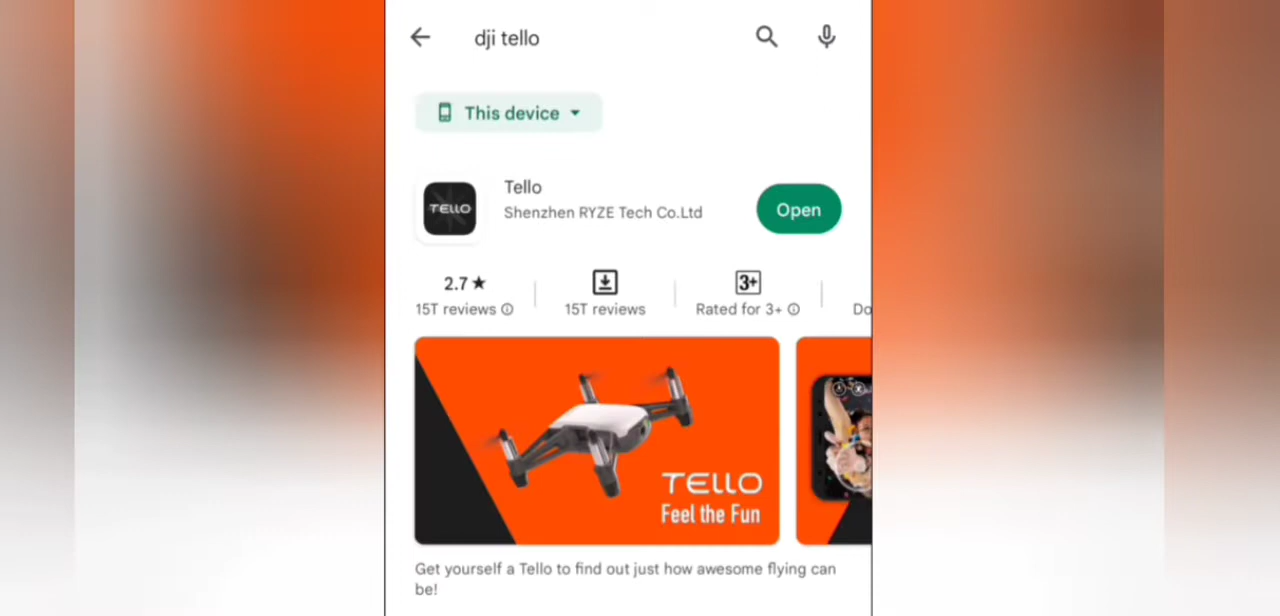 dji tello
This device
TELLO
Tello
Shenzhen RYZE Tech Co.Ltd
Open
2.7★
15T reviews
15T reviews
3+
Rated for 3+
Do
TELLO
Feel the Fun
Get yourself a Tello to find out just how awesome flying can
be!